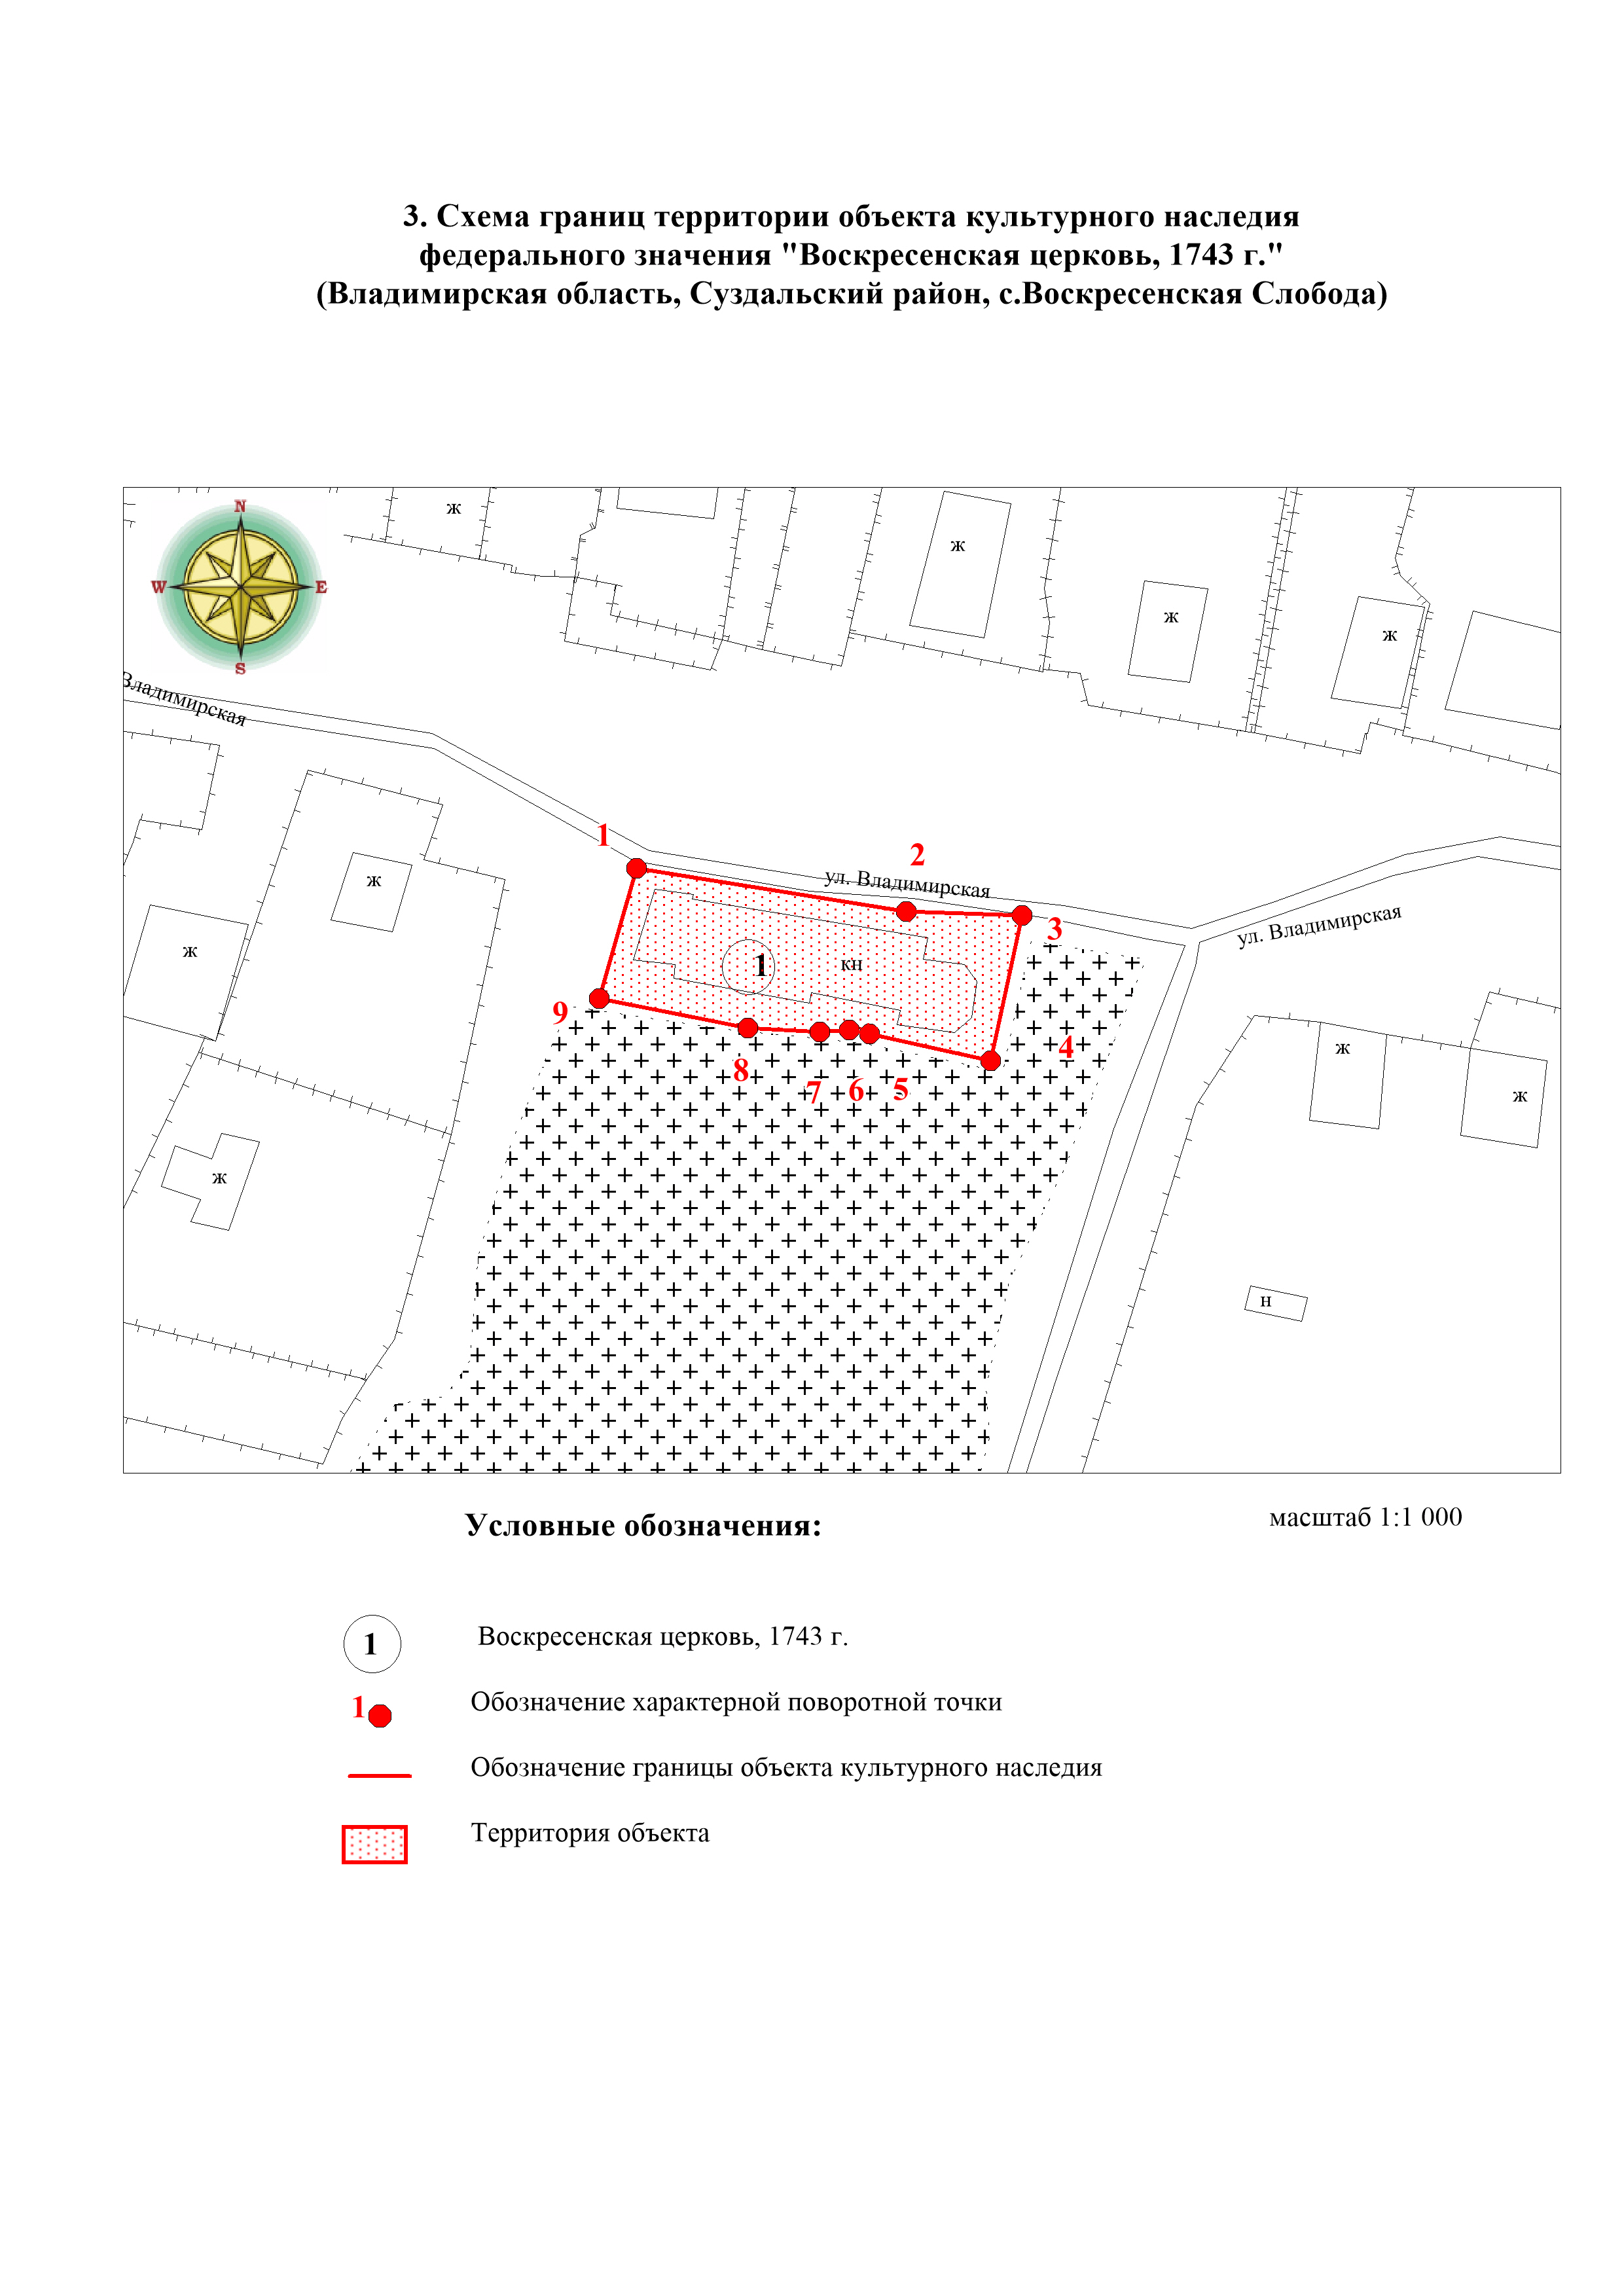 3. Схема границ территории объекта культурного наследия
федерального значения "Воскресенская церковь, 1743 г."
(Владимирская область, Суздальский район, с.Воскресенская Слобода)
N
W
E
S
ж
ж
ж
ж
Владимирская
1
2
ул. Владимирская
3
ул. Владимирская
ж
ж
1
кн
9
4
8
7
6
5
ж
ж
ж
н
Условные обозначения:
масштаб 1:1 000
1
Воскресенская церковь, 1743 г.
1
Обозначение характерной поворотной точки
Обозначение границы объекта культурного наследия
Территория объекта